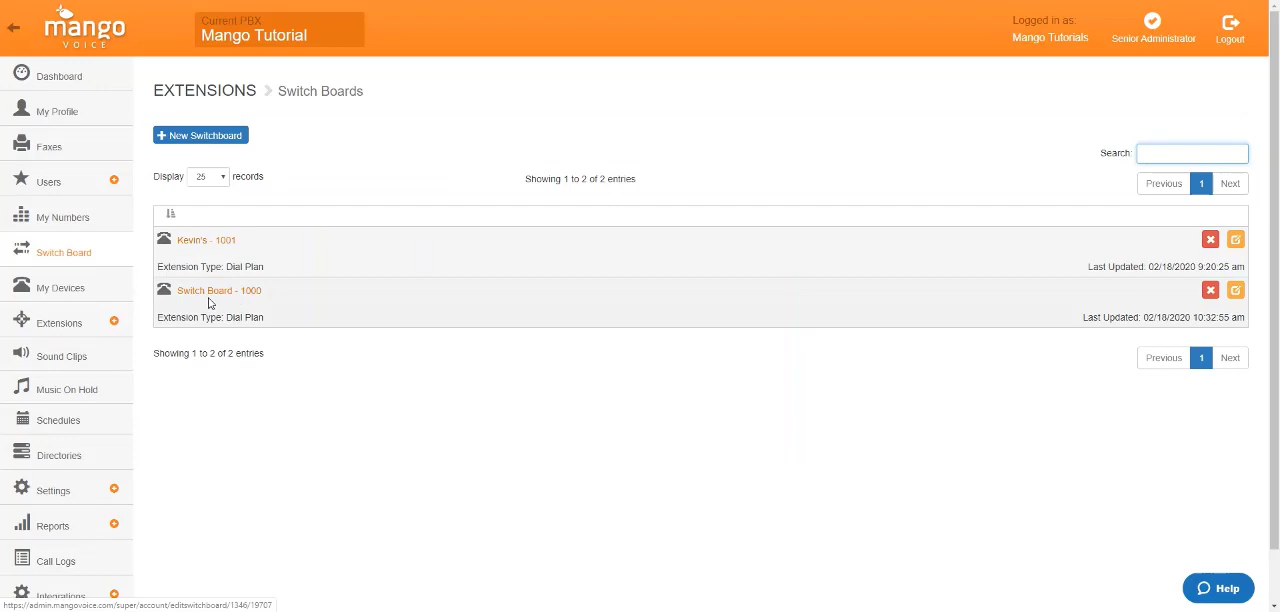 mango
VOICE
Current PBX
Mango Tutorial
Logged in as:
Mango Tutorials
Senior Administrator
Logout
Dashboard
My Profile
Faxes
Users
My Numbers
Switch Board
My Devices
Extensions
Sound Clips
Music On Hold
Schedules
Directories
Settings
Reports
Call Logs
Integrations
EXTENSIONS > Switch Boards
+ New Switchboard
Search:
Display 25 records
Showing 1 to 2 of 2 entries
Previous 1 Next
Kevin's - 1001
Extension Type: Dial Plan
Last Updated: 02/18/2020 9:20:25 am
Switch Board - 1000
Extension Type: Dial Plan
Last Updated: 02/18/2020 10:32:55 am
Showing 1 to 2 of 2 entries
Previous 1 Next
Help
https://admin.mangovoice.com/super/account/editswitchboard/1346/19707